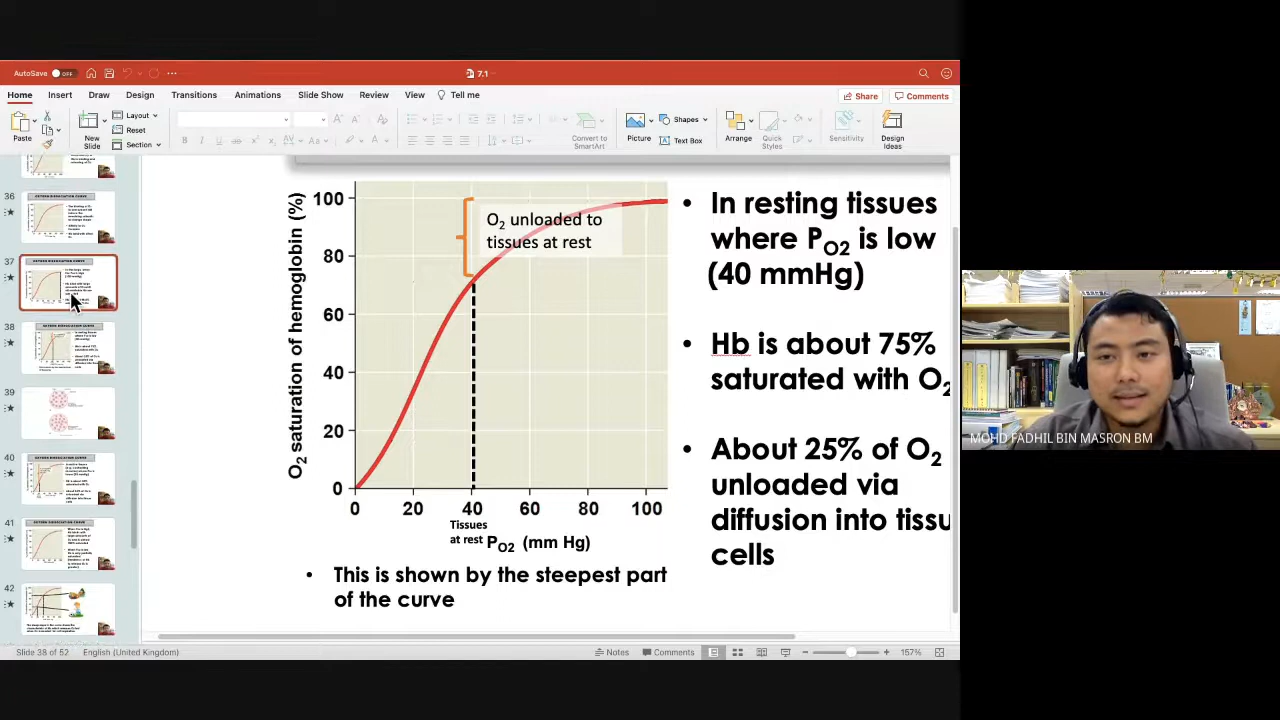 AutoSave OFF
7.1
Home Insert Draw Design Transitions Animations Slide Show Review View Tell me
Share Comments
Paste
New
Slide
Layout
Reset
Section
Convert to
SmartArt
Picture
Shapes
Text Box
Arrange
Quick
Styles
Sensitivity
Design
Ideas
36
37
38
39
40
41
42
O2 saturation of hemoglobin (%)
100
80
60
40
20
0
O2 unloaded to
tissues at rest
0 20 40 60 80 100
Tissues
at rest PO2 (mm Hg)
• This is shown by the steepest part
of the curve
• In resting tissues
where PO2 is low
(40 mmHg)
• Hb is about 75%
saturated with O2
• About 25% of O2
unloaded via
diffusion into tissu
cells
MOHD FADHIL BIN MASRON BM
Slide 38 of 52 English (United Kingdom) Notes Comments 157%